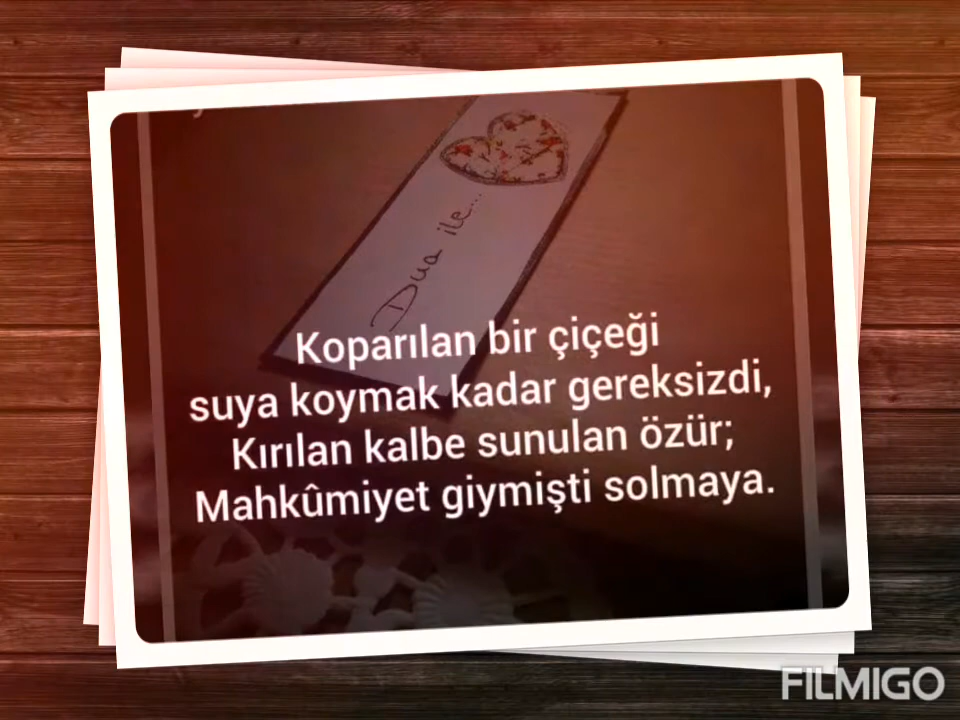 Dua ile...
Koparılan bir çiçeği
suya koymak kadar gereksizdi,
Kırılan kalbe sunulan özür;
Mahkûmiyet giymişti solmaya.
FILMIGO